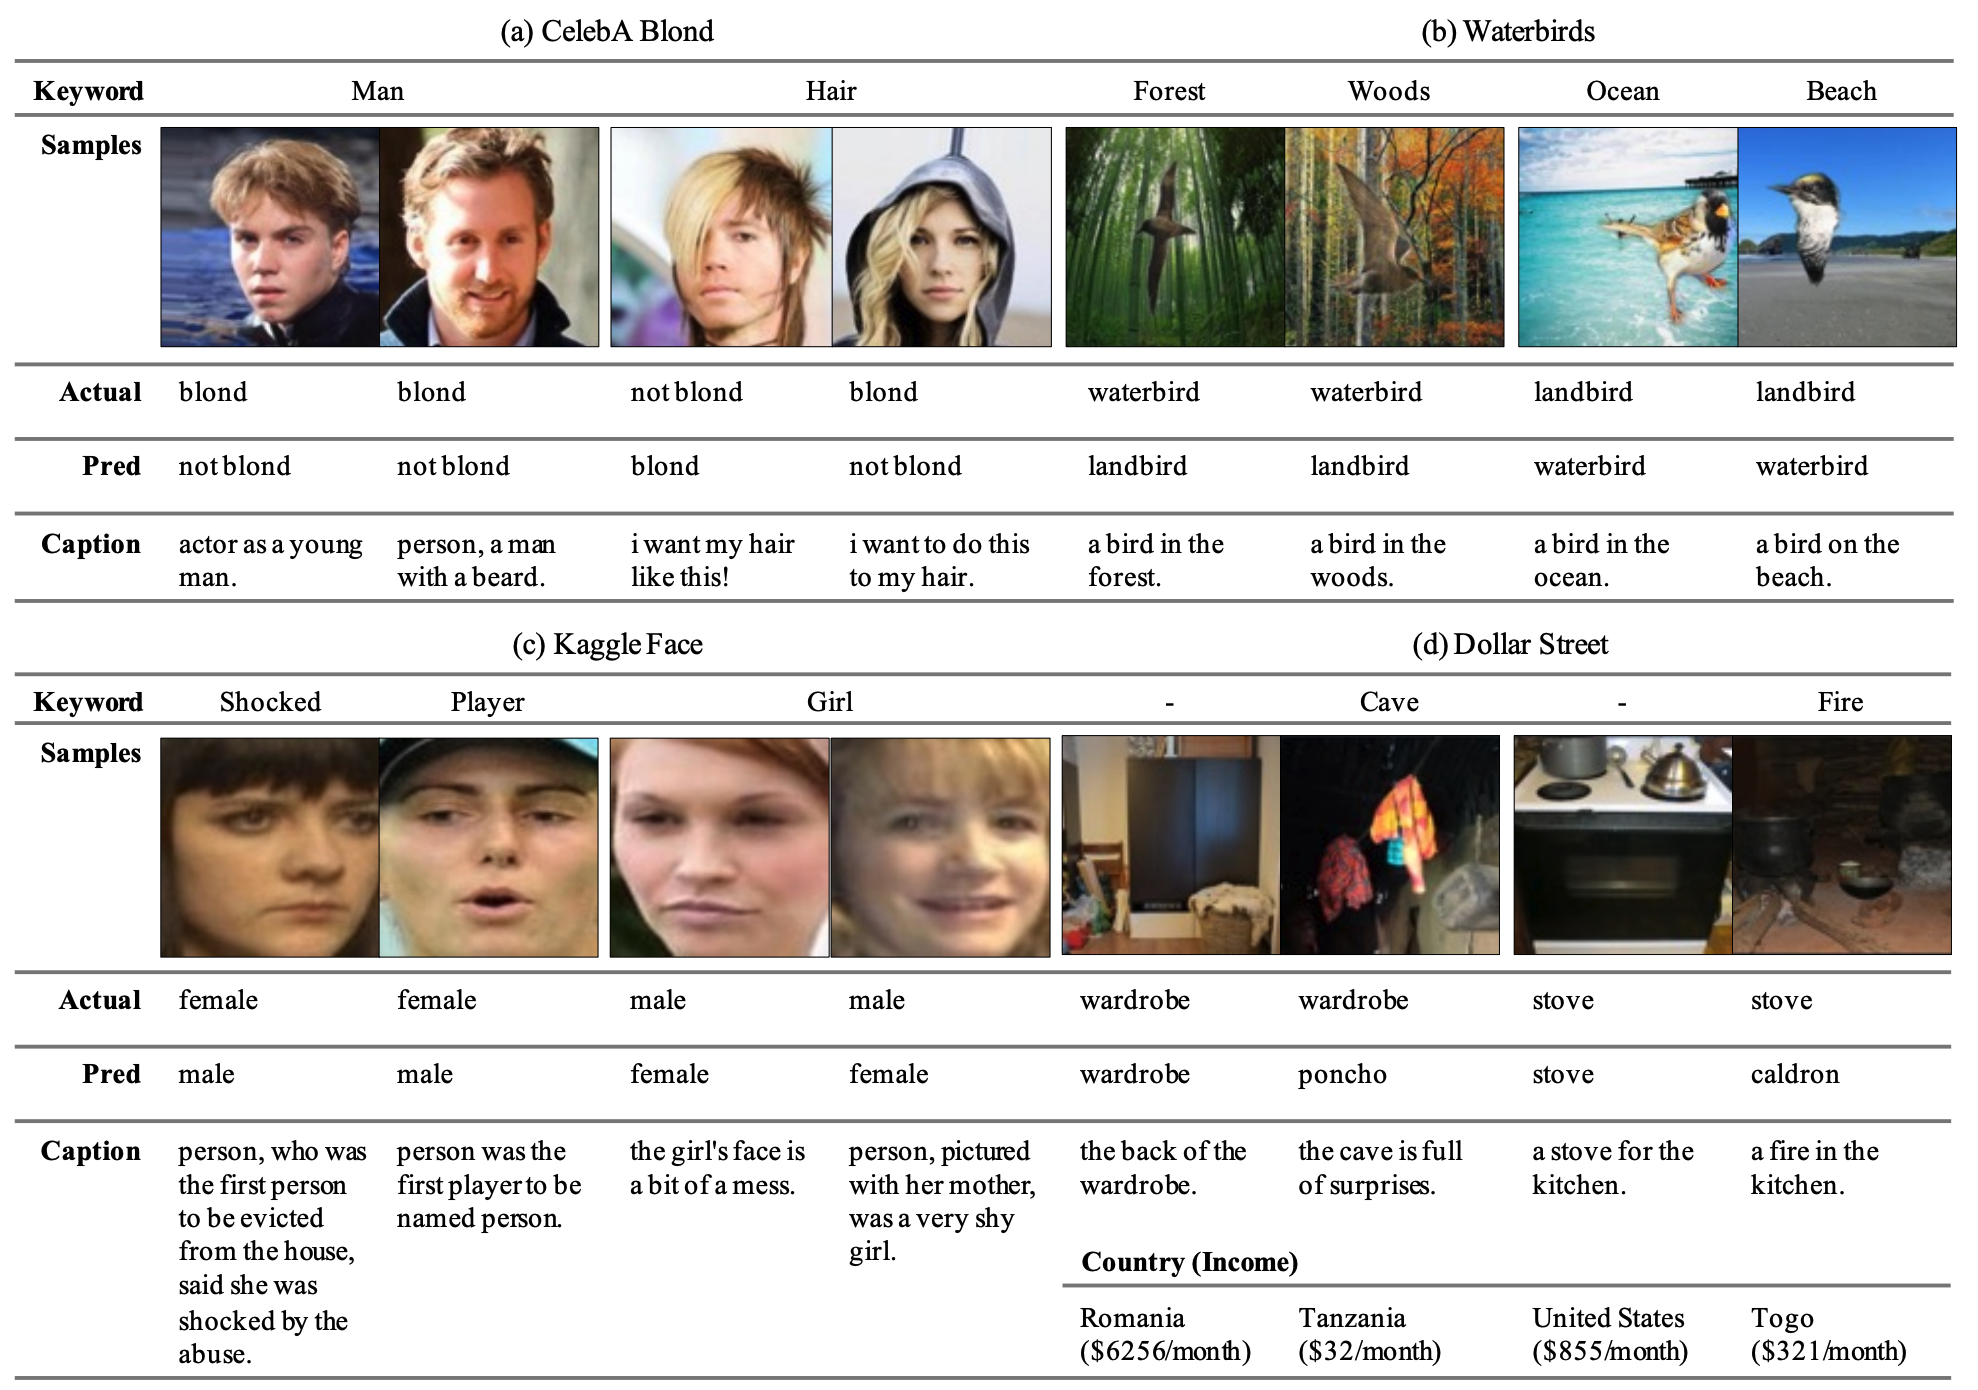 (a) CelebA Blond
(b) Waterbirds
Keyword Man Hair Forest Woods Ocean Beach
Samples
Actual blond blond not blond blond waterbird waterbird landbird landbird
Pred not blond not blond blond not blond landbird landbird waterbird waterbird
Caption actor as a young person, a man i want my hair i want to do this a bird in the a bird in the a bird in the a bird on the
man. with a beard. like this! to my hair. forest. woods. ocean. beach.
(c) Kaggle Face
(d) Dollar Street
Keyword Shocked Player Girl - Cave - Fire
Samples
Actual female female male male wardrobe wardrobe stove stove
Pred male male female female wardrobe poncho stove caldron
Caption person, who was person was the the girl's face is person, pictured the back of the the cave is full a stove for the a fire in the
the first person first player to be a bit of a mess. with her mother, wardrobe. of surprises. kitchen. kitchen.
to be evicted named person. was a very shy
from the house, girl. Country (Income)
said she was
shocked by the Romania Tanzania United States Togo
abuse. ($6256/month) ($32/month) ($855/month) ($321/month)